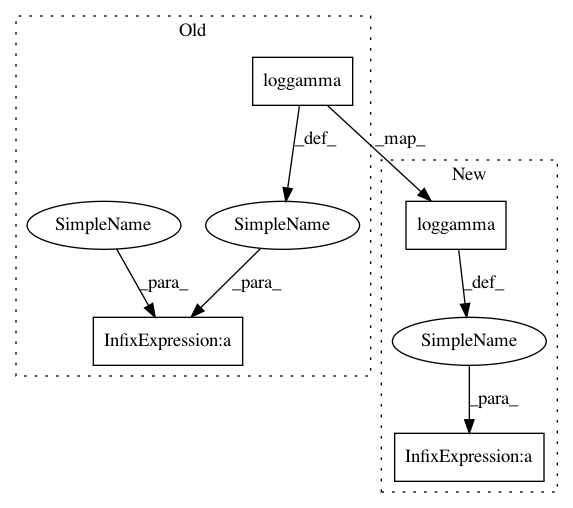 Old
loggamma
_def_
_map_
New
SimpleName
SimpleName
loggamma
_para_
_para_
_def_
InfixExpression:a
SimpleName
_para_
InfixExpression:a